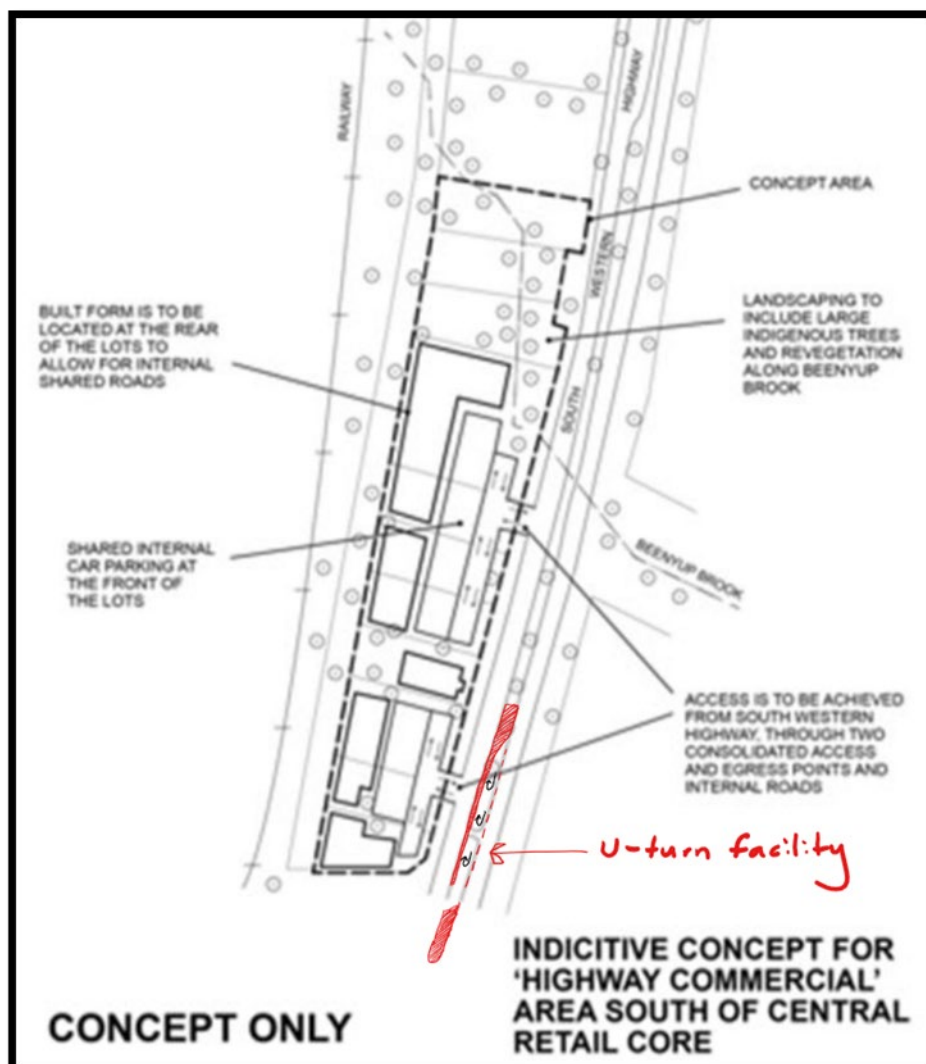 RAILWAY
HIGHWAY
CONCEPT AREA
WESTERN
BUILT FORM IS TO BE
LOCATED AT THE REAR
OF THE LOTS TO
ALLOW FOR INTERNAL
SHARED ROADS
LANDSCAPING TO
INCLUDE LARGE
INDIGENOUS TREES
AND REVEGETATION
ALONG BEENYUP
BROOK
SOUTH
SHARED INTERNAL
CAR PARKING AT
THE FRONT OF
THE LOTS
BEENYUP BROOK
ACCESS IS TO BE ACHIEVED
FROM SOUTH WESTERN
HIGHWAY, THROUGH TWO
CONSOLIDATED ACCESS
AND EGRESS POINTS AND
INTERNAL ROADS
U-turn facility
CONCEPT ONLY
INDICITIVE CONCEPT FOR
'HIGHWAY COMMERCIAL'
AREA SOUTH OF CENTRAL
RETAIL CORE